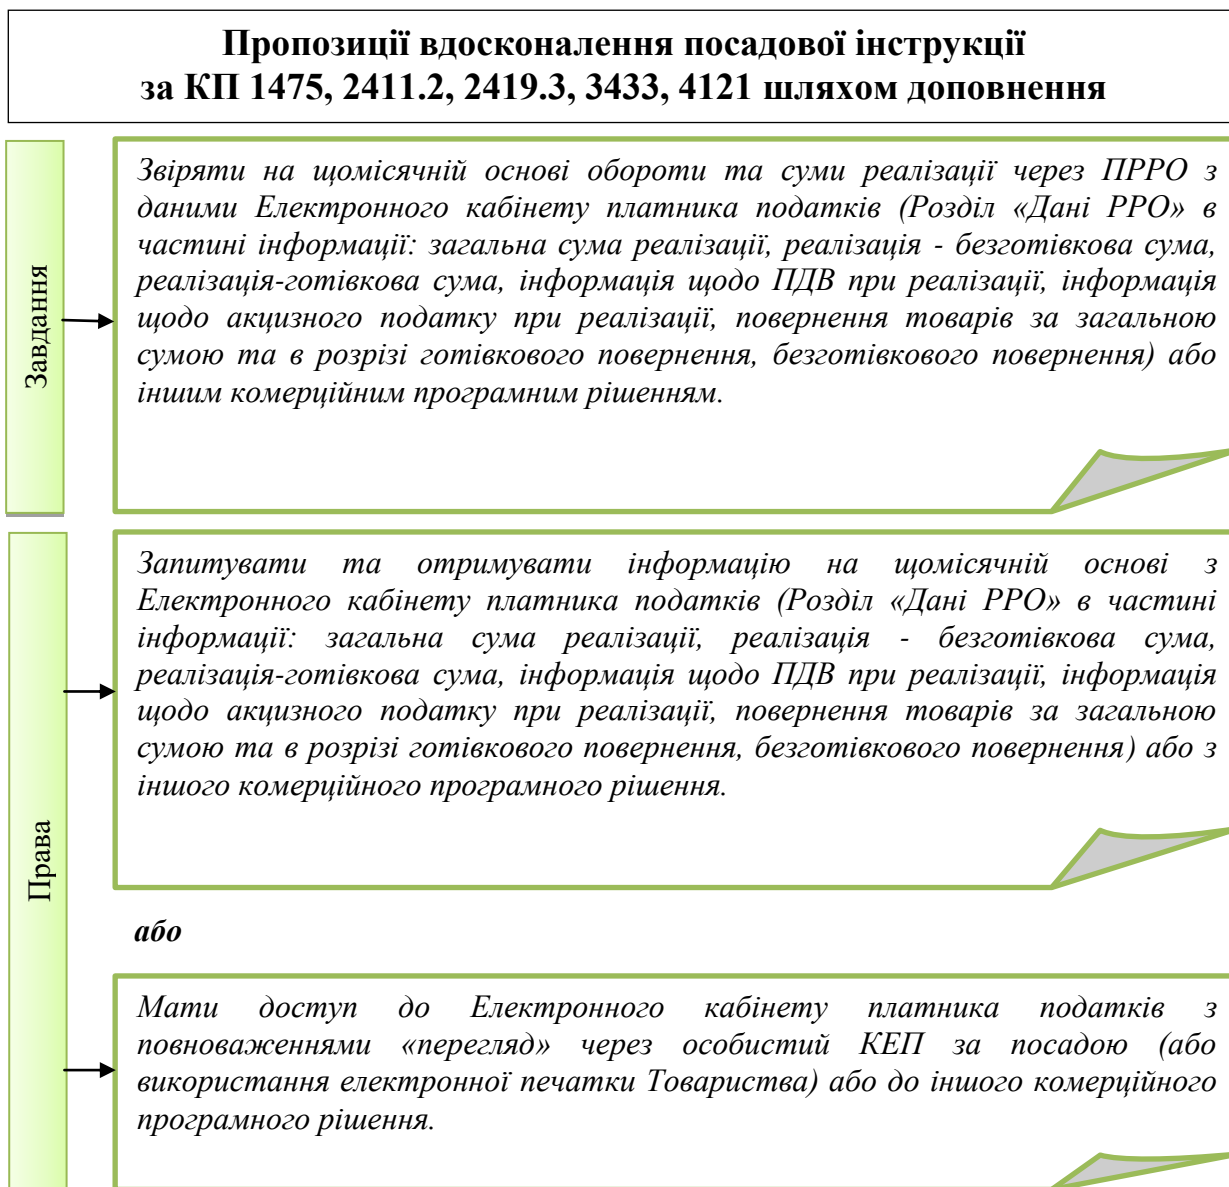 Пропозиції вдосконалення посадової інструкції
за КП 1475, 2411.2, 2419.3, 3433, 4121 шляхом доповнення
Завдання
Звіряти на щомісячній основі обороти та суми реалізації через ПРРО з
даними Електронного кабінету платника податків (Розділ «Дані РРО» в
частині інформації: загальна сума реалізації, реалізація - безготівкова сума,
реалізація-готівкова сума, інформація щодо ПДВ при реалізації, інформація
щодо акцизного податку при реалізації, повернення товарів за загальною
сумою та в розрізі готівкового повернення, безготівкового повернення) або
іншим комерційним програмним рішенням.
Права
Запитувати та отримувати інформацію на щомісячній основі з
Електронного кабінету платника податків (Розділ «Дані РРО» в частині
інформації: загальна сума реалізації, реалізація - безготівкова сума,
реалізація-готівкова сума, інформація щодо ПДВ при реалізації, інформація
щодо акцизного податку при реалізації, повернення товарів за загальною
сумою та в розрізі готівкового повернення, безготівкового повернення) або з
іншого комерційного програмного рішення.
або
Мати доступ до Електронного кабінету платника податків з
повноваженнями «перегляд» через особистий КЕП за посадою (або
використання електронної печатки Товариства) або до іншого комерційного
програмного рішення.